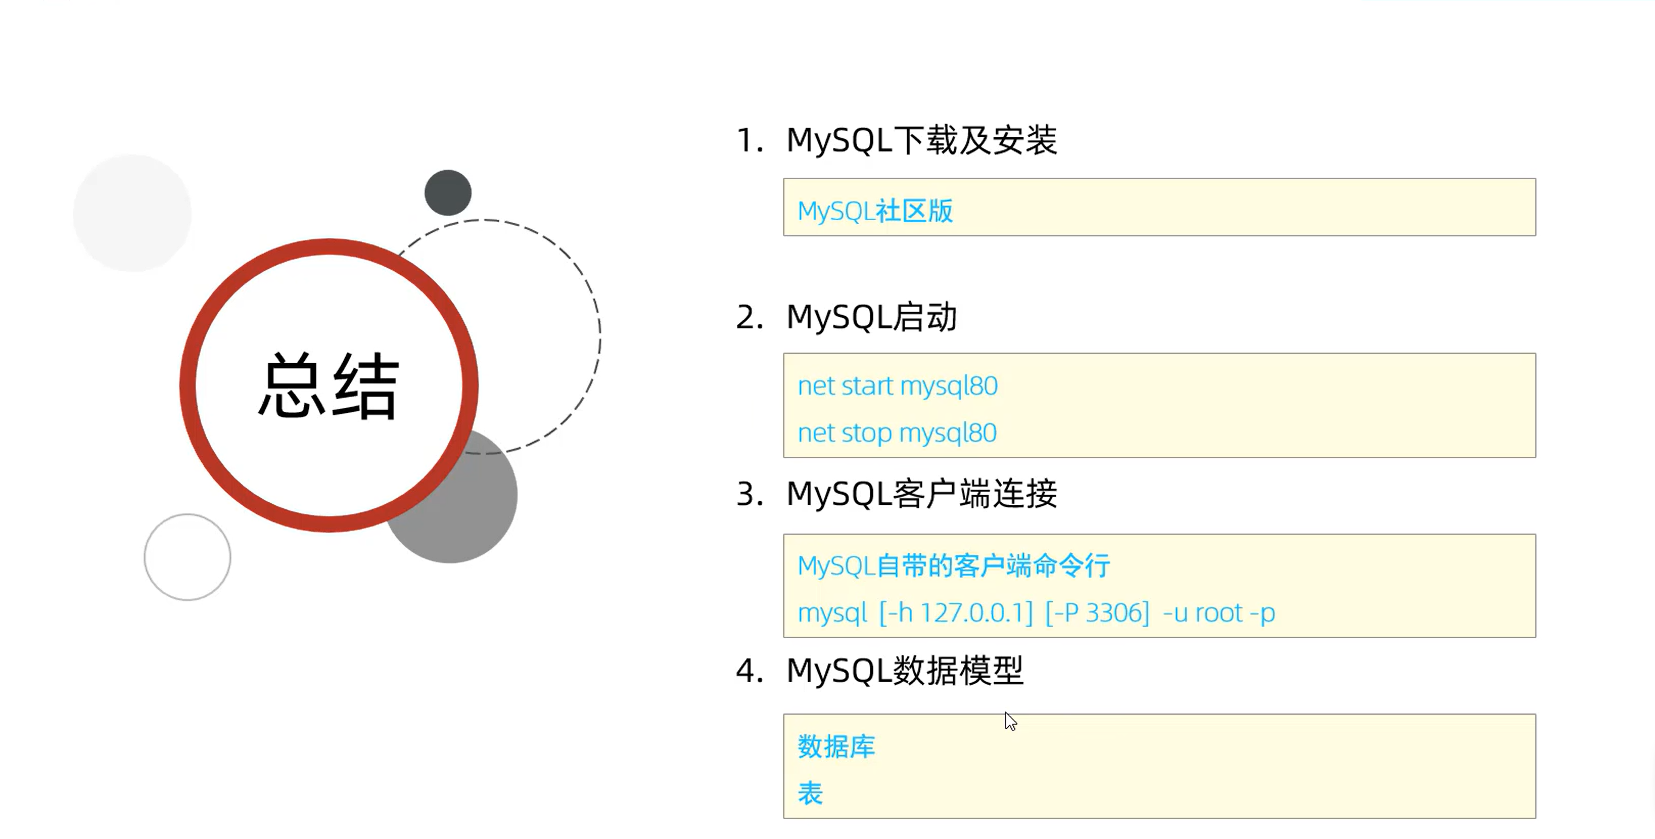 总结
1. MySQL下载及安装
MySQL社区版
2. MySQL启动
net start mysql80
net stop mysql80
3. MySQL客户端连接
MySQL自带的客户端命令行
mysql [-h 127.0.0.1] [-P 3306] -u root -p
4. MySQL数据模型
数据库
表